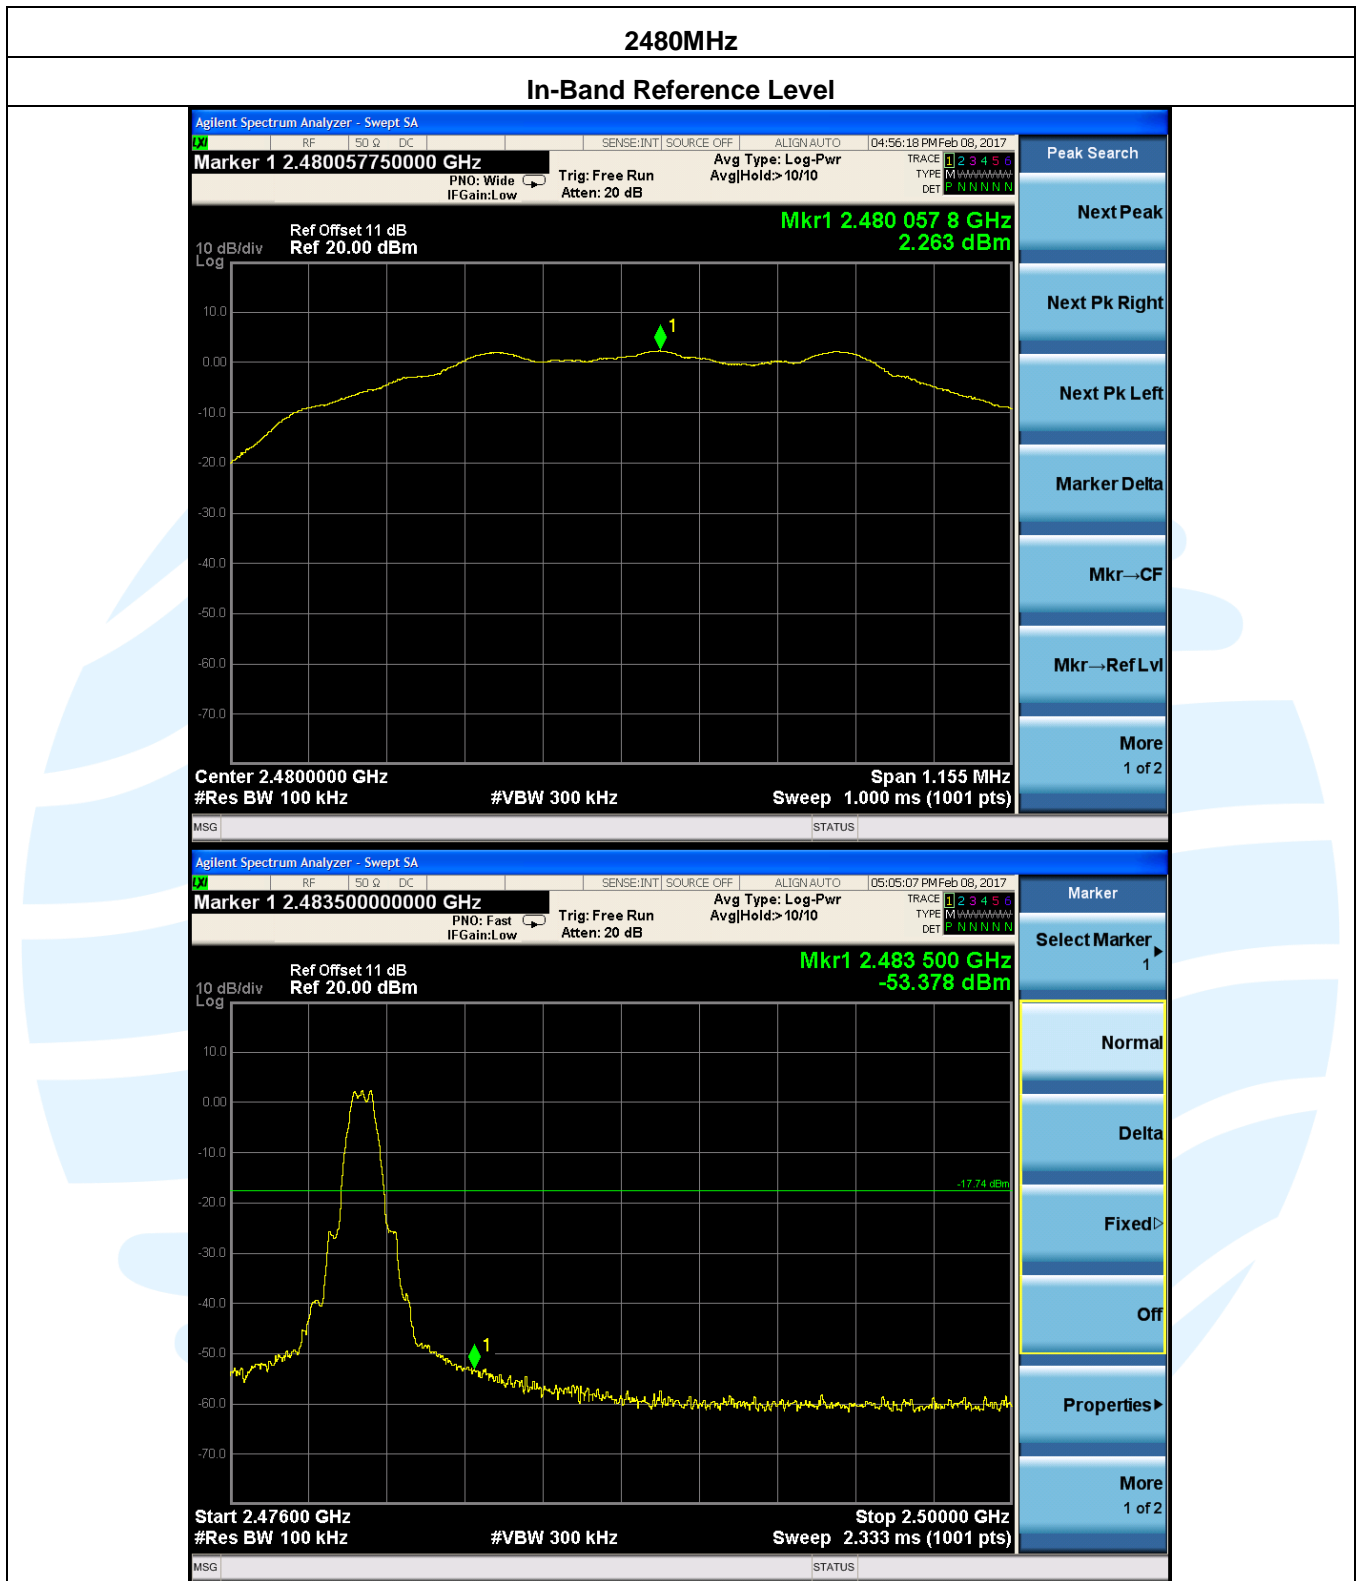 2480MHz
In-Band Reference Level
Agilent Spectrum Analyzer - Swept SA
LXI RF 50 Ω DC SENSE:INT SOURCE OFF ALIGN AUTO 04:56:18 PM Feb 08, 2017
Marker 1 2.480057750000 GHz
PNO: Wide
IFGain:Low
Trig: Free Run
Atten: 20 dB
Avg Type: Log-Pwr
Avg|Hold:>10/10
TRACE 1 2 3 4 5 6
TYPE M
DET P N N N N N
Mkr1 2.480 057 8 GHz
2.263 dBm
Ref Offset 11 dB
10 dB/div Ref 20.00 dBm
Log
10.0
0.00
-10.0
-20.0
-30.0
-40.0
-50.0
-60.0
-70.0
1
Center 2.4800000 GHz Span 1.155 MHz
#Res BW 100 kHz #VBW 300 kHz Sweep 1.000 ms (1001 pts)
MSG STATUS
Peak Search
Next Peak
Next Pk Right
Next Pk Left
Marker Delta
Mkr→CF
Mkr→Ref Lvl
More
1 of 2
Agilent Spectrum Analyzer - Swept SA
LXI RF 50 Ω DC SENSE:INT SOURCE OFF ALIGN AUTO 05:05:07 PM Feb 08, 2017
Marker 1 2.483500000000 GHz
PNO: Fast
IFGain:Low
Trig: Free Run
Atten: 20 dB
Avg Type: Log-Pwr
Avg|Hold:>10/10
TRACE 1 2 3 4 5 6
TYPE M
DET P N N N N N
Mkr1 2.483 500 GHz
-53.378 dBm
Ref Offset 11 dB
10 dB/div Ref 20.00 dBm
Log
10.0
0.00
-10.0
-20.0
-30.0
-40.0
-50.0
-60.0
-70.0
-17.74 dBm
1
Start 2.47600 GHz Stop 2.50000 GHz
#Res BW 100 kHz #VBW 300 kHz Sweep 2.333 ms (1001 pts)
MSG STATUS
Marker
Select Marker
1
Normal
Delta
Fixed
Off
Properties
More
1 of 2